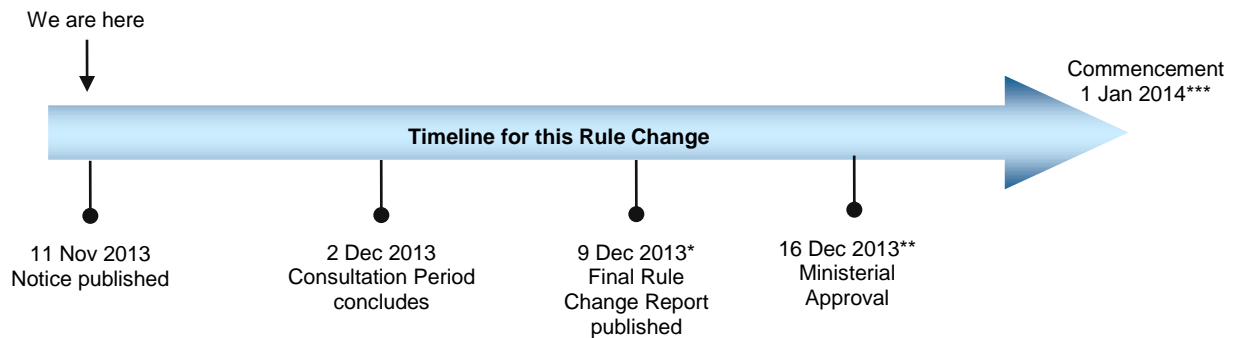 We are here
Commencement
1 Jan 2014***
Timeline for this Rule Change
11 Nov 2013
Notice published
2 Dec 2013
Consultation Period
concludes
9 Dec 2013*
Final Rule
Change Report
published
16 Dec 2013**
Ministerial
Approval